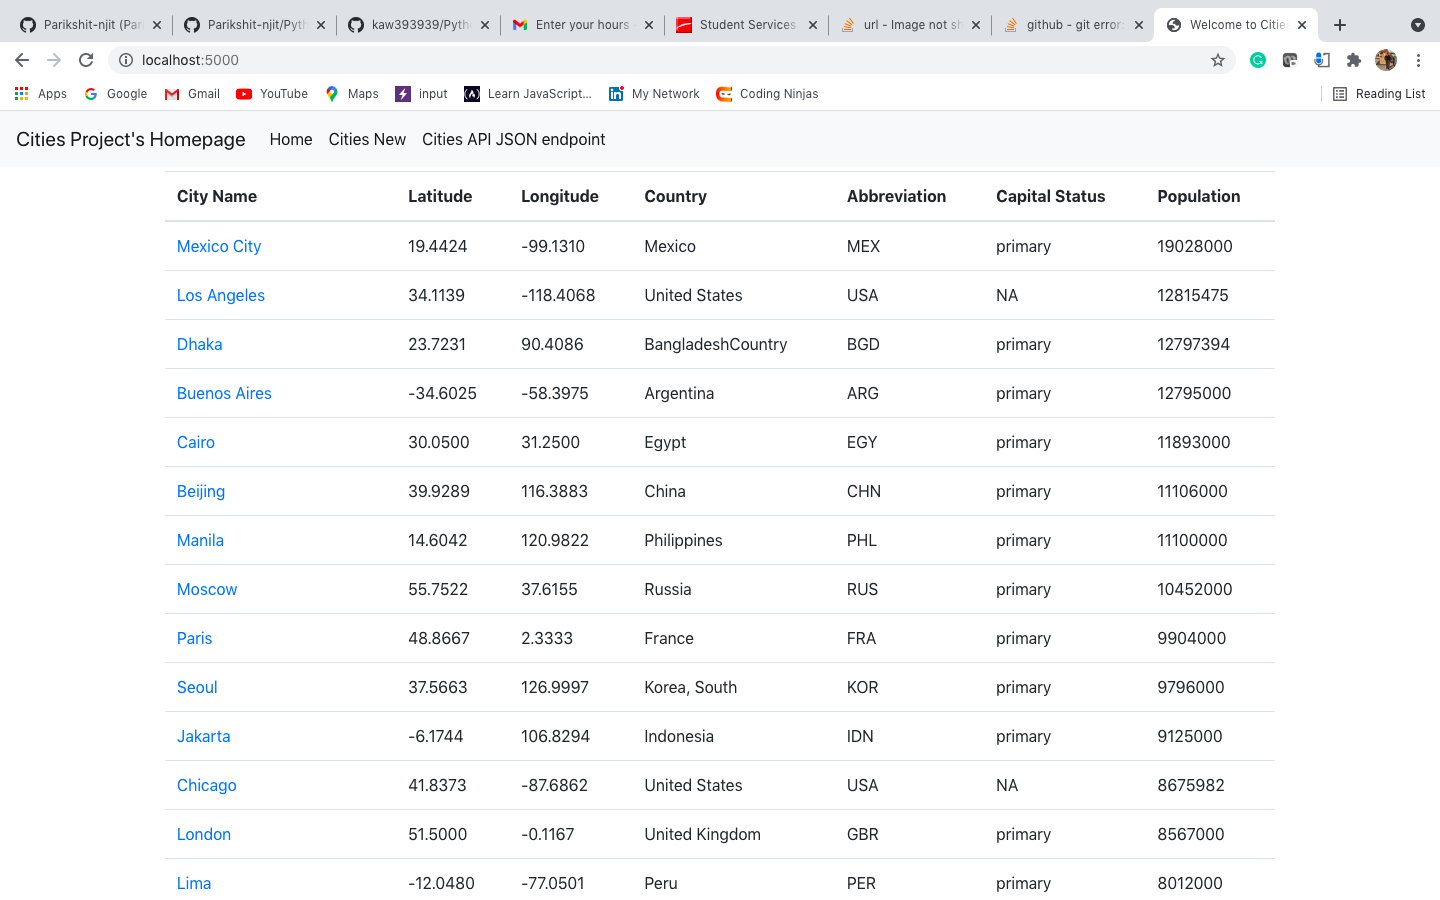 Parikshit-njit (Pari
Parikshit-njit/Pyth
kaw393939/Pytho
Enter your hours
Student Services
url - Image not sh
github - git error:
Welcome to Cities
localhost:5000
Apps
Google
Gmail
YouTube
Maps
input
Learn JavaScript...
My Network
Coding Ninjas
Reading List
Cities Project's Homepage Home Cities New Cities API JSON endpoint
City Name Latitude Longitude Country Abbreviation Capital Status Population
Mexico City 19.4424 -99.1310 Mexico MEX primary 19028000
Los Angeles 34.1139 -118.4068 United States USA NA 12815475
Dhaka 23.7231 90.4086 BangladeshCountry BGD primary 12797394
Buenos Aires -34.6025 -58.3975 Argentina ARG primary 12795000
Cairo 30.0500 31.2500 Egypt EGY primary 11893000
Beijing 39.9289 116.3883 China CHN primary 11106000
Manila 14.6042 120.9822 Philippines PHL primary 11100000
Moscow 55.7522 37.6155 Russia RUS primary 10452000
Paris 48.8667 2.3333 France FRA primary 9904000
Seoul 37.5663 126.9997 Korea, South KOR primary 9796000
Jakarta -6.1744 106.8294 Indonesia IDN primary 9125000
Chicago 41.8373 -87.6862 United States USA NA 8675982
London 51.5000 -0.1167 United Kingdom GBR primary 8567000
Lima -12.0480 -77.0501 Peru PER primary 8012000